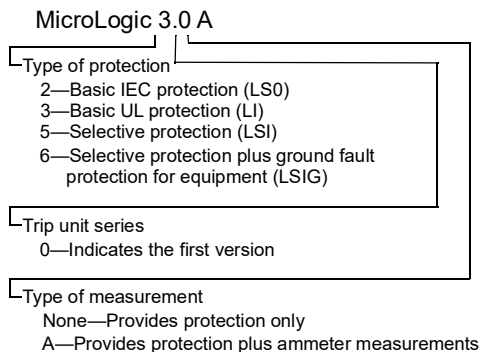 MicroLogic 3.0 A
Type of protection
2—Basic IEC protection (LS0)
3—Basic UL protection (LI)
5—Selective protection (LSI)
6—Selective protection plus ground fault
protection for equipment (LSIG)
Trip unit series
0—Indicates the first version
Type of measurement
None—Provides protection only
A—Provides protection plus ammeter measurements